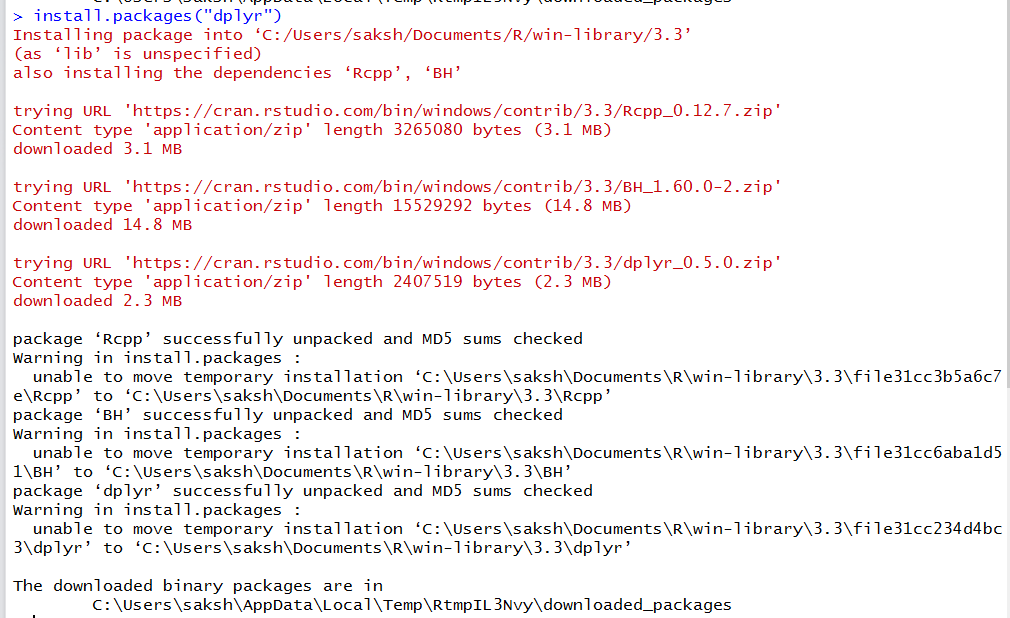 C:\Users\saksh\AppData\Local\Temp\RtmpIL3Nvy\downloaded_packages
> install.packages("dplyr")
Installing package into ‘C:/Users/saksh/Documents/R/win-library/3.3’
(as ‘lib’ is unspecified)
also installing the dependencies ‘Rcpp’, ‘BH’
trying URL 'https://cran.rstudio.com/bin/windows/contrib/3.3/Rcpp_0.12.7.zip'
Content type 'application/zip' length 3265080 bytes (3.1 MB)
downloaded 3.1 MB
trying URL 'https://cran.rstudio.com/bin/windows/contrib/3.3/BH_1.60.0-2.zip'
Content type 'application/zip' length 15529292 bytes (14.8 MB)
downloaded 14.8 MB
trying URL 'https://cran.rstudio.com/bin/windows/contrib/3.3/dplyr_0.5.0.zip'
Content type 'application/zip' length 2407519 bytes (2.3 MB)
downloaded 2.3 MB
package ‘Rcpp’ successfully unpacked and MD5 sums checked
Warning in install.packages :
  unable to move temporary installation ‘C:\Users\saksh\Documents\R\win-library\3.3\file31cc3b5a6c7
e\Rcpp’ to ‘C:\Users\saksh\Documents\R\win-library\3.3\Rcpp’
package ‘BH’ successfully unpacked and MD5 sums checked
Warning in install.packages :
  unable to move temporary installation ‘C:\Users\saksh\Documents\R\win-library\3.3\file31cc6aba1d5
1\BH’ to ‘C:\Users\saksh\Documents\R\win-library\3.3\BH’
package ‘dplyr’ successfully unpacked and MD5 sums checked
Warning in install.packages :
  unable to move temporary installation ‘C:\Users\saksh\Documents\R\win-library\3.3\file31cc234d4bc
3\dplyr’ to ‘C:\Users\saksh\Documents\R\win-library\3.3\dplyr’
The downloaded binary packages are in
        C:\Users\saksh\AppData\Local\Temp\RtmpIL3Nvy\downloaded_packages